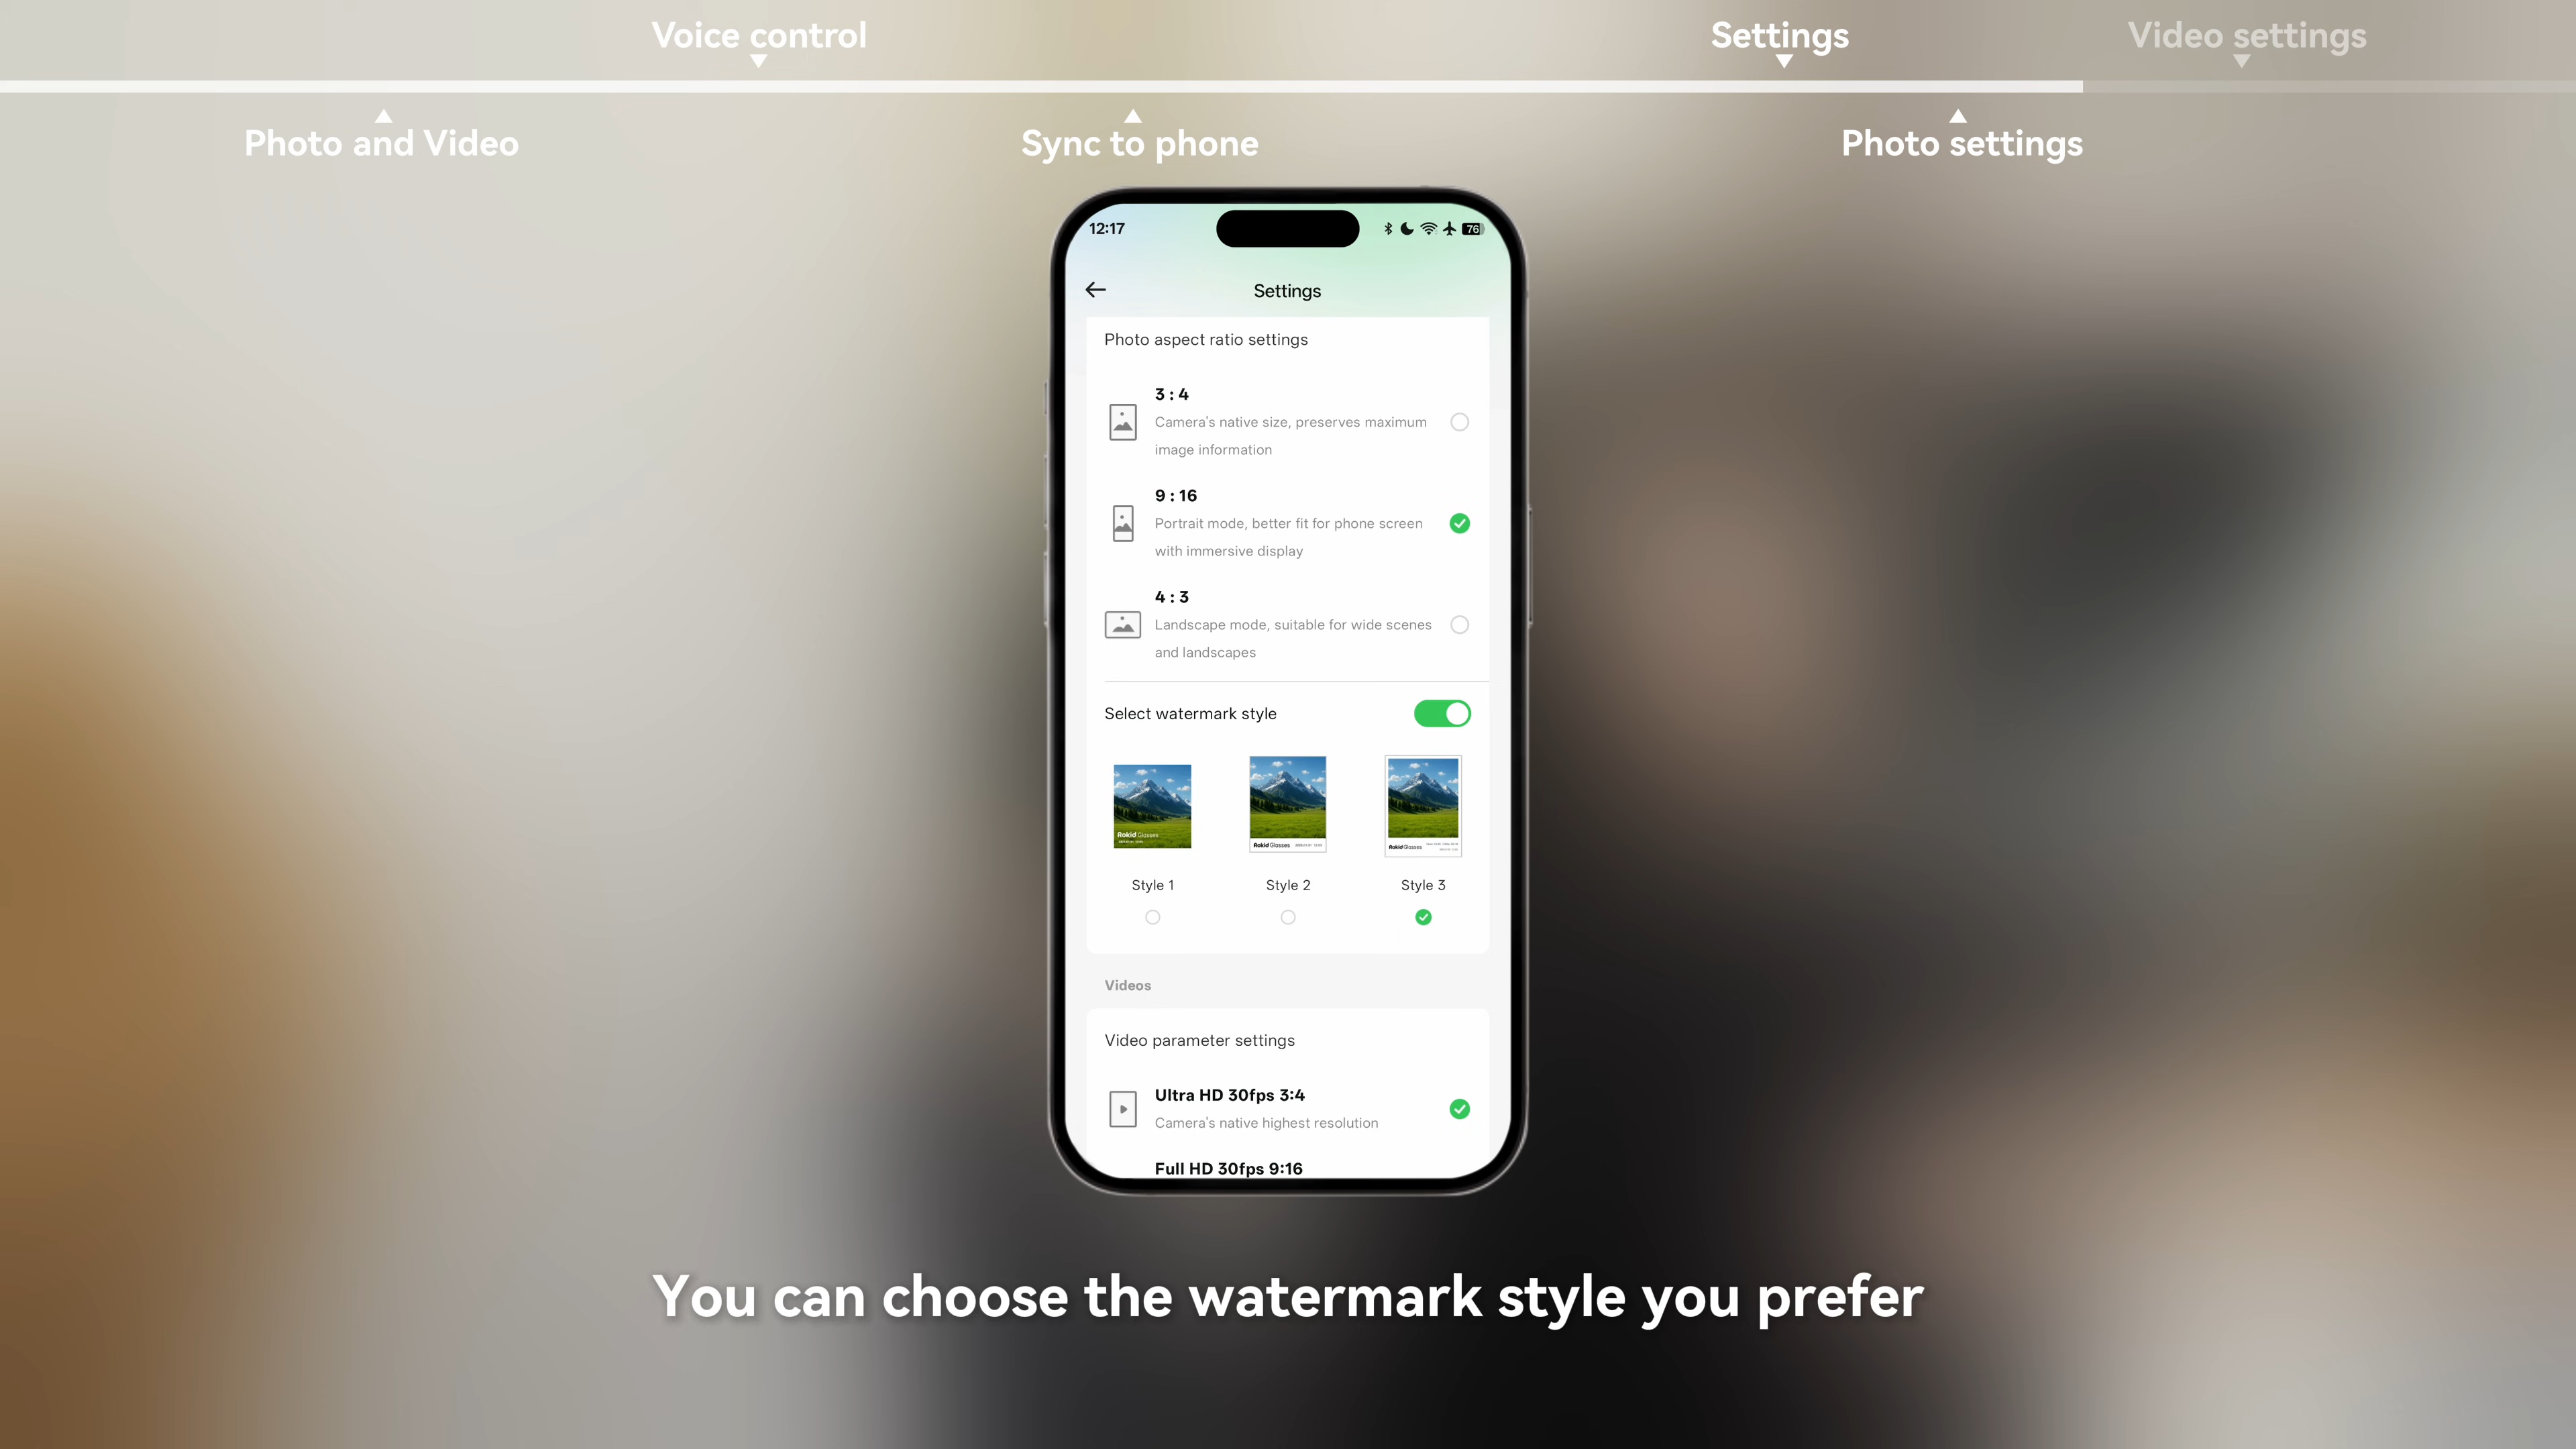 Voice control
Settings
Video settings
Photo and Video
Sync to phone
Photo settings
12:17
76
Settings
Photo aspect ratio settings
3 : 4
Camera's native size, preserves maximum
image information
9 : 16
Portrait mode, better fit for phone screen
with immersive display
4 : 3
Landscape mode, suitable for wide scenes
and landscapes
Select watermark style
Rokid Glasses
Rokid Glasses
Rokid Glasses
Style 1
Style 2
Style 3
Videos
Video parameter settings
Ultra HD 30fps 3:4
Camera's native highest resolution
Full HD 30fps 9:16
You can choose the watermark style you prefer